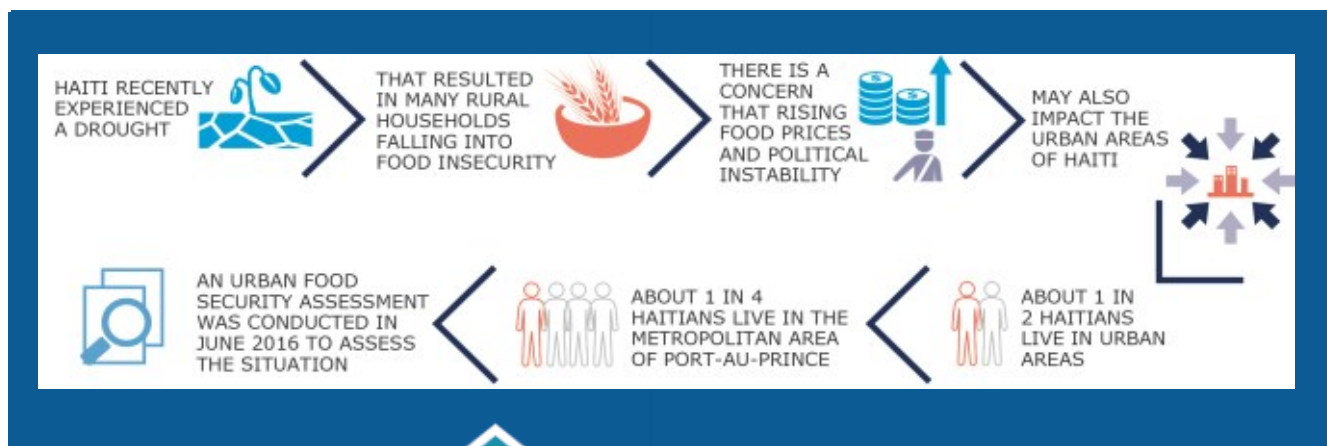 HAITI RECENTLY
EXPERIENCED
A DROUGHT
THAT RESULTED
IN MANY RURAL
HOUSEHOLDS
FALLING INTO
FOOD INSECURITY
THERE IS A
CONCERN
THAT RISING
FOOD PRICES
AND POLITICAL
INSTABILITY
MAY ALSO
IMPACT THE
URBAN AREAS
OF HAITI
ABOUT 1 IN
2 HAITIANS
LIVE IN URBAN
AREAS
ABOUT 1 IN 4
HAITIANS LIVE IN THE
METROPOLITAN AREA
OF PORT-AU-PRINCE
AN URBAN FOOD
SECURITY ASSESSMENT
WAS CONDUCTED IN
JUNE 2016 TO ASSESS
THE SITUATION